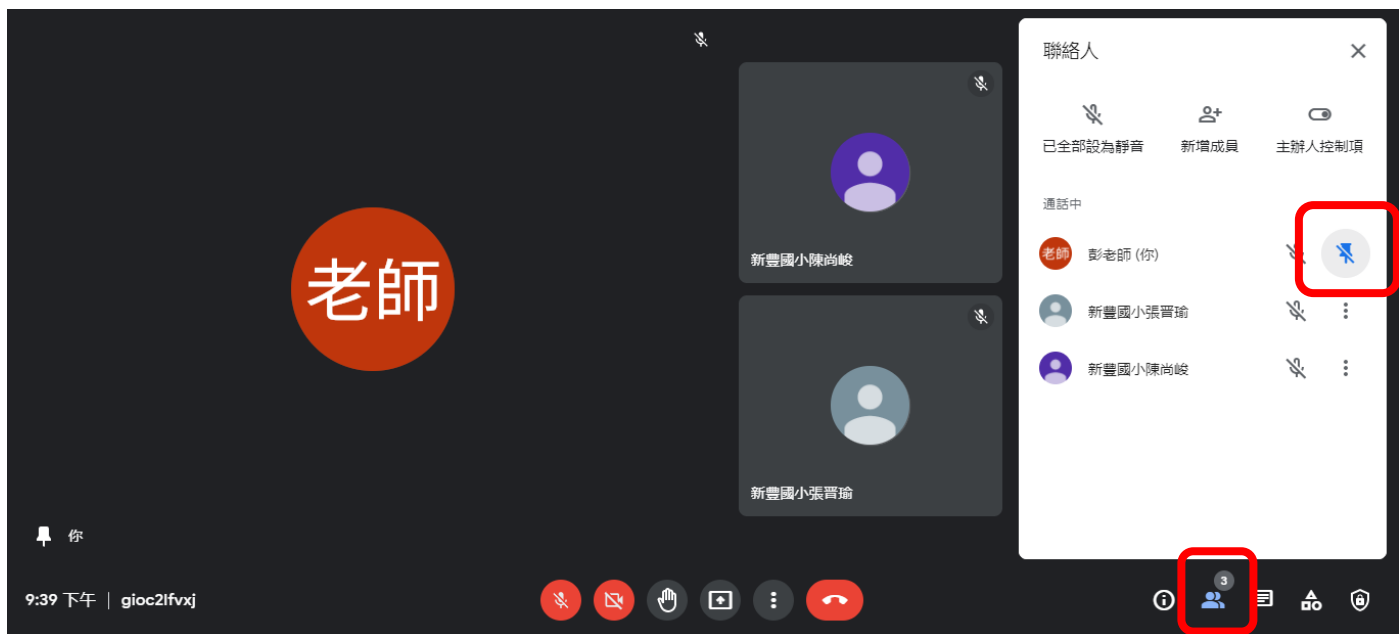 聯絡人
已全部設為靜音
新增成員
主辦人控制項
通話中
老師 彭老師 (你)
新豐國小張晋瑜
新豐國小陳尚峻
老師
新豐國小陳尚峻
新豐國小張晋瑜
你
9:39 下午 | gioc2lfvxj
3